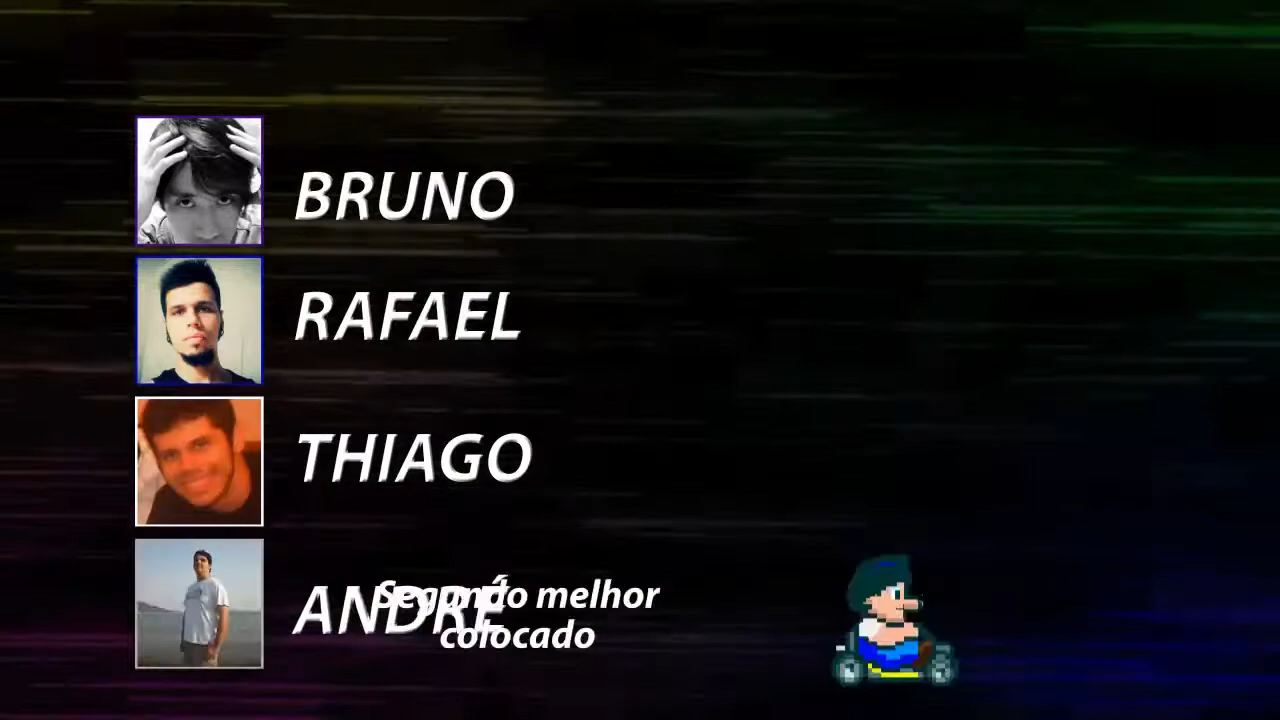 BRUNO
RAFAEL
THIAGO
ANDRÉ
Segundo melhor
colocado